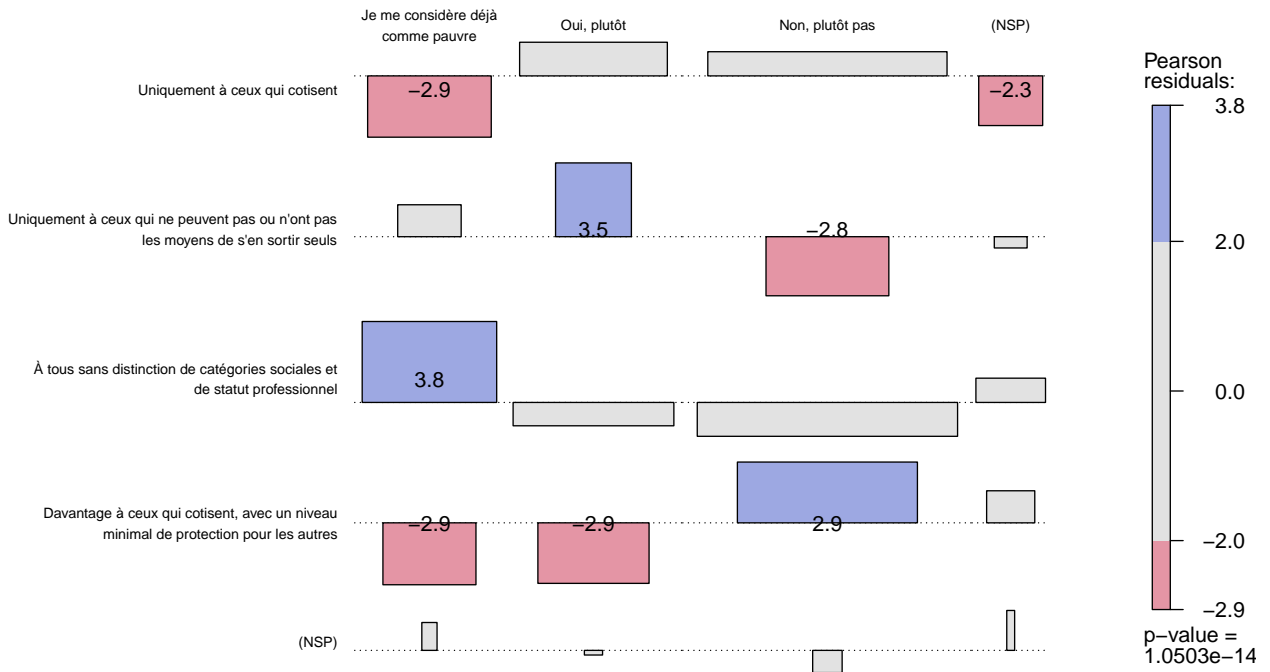 Je me considère déjà
comme pauvre
Oui, plutôt
Non, plutôt pas
(NSP)
Uniquement à ceux qui cotisent
−2.9
−2.3
Uniquement à ceux qui ne peuvent pas ou n'ont pas
les moyens de s'en sortir seuls
3.5
−2.8
À tous sans distinction de catégories sociales et
de statut professionnel
3.8
Davantage à ceux qui cotisent, avec un niveau
minimal de protection pour les autres
−2.9
−2.9
2.9
(NSP)
Pearson
residuals:
3.8
2.0
0.0
−2.0
−2.9
p−value =
1.0503e−14